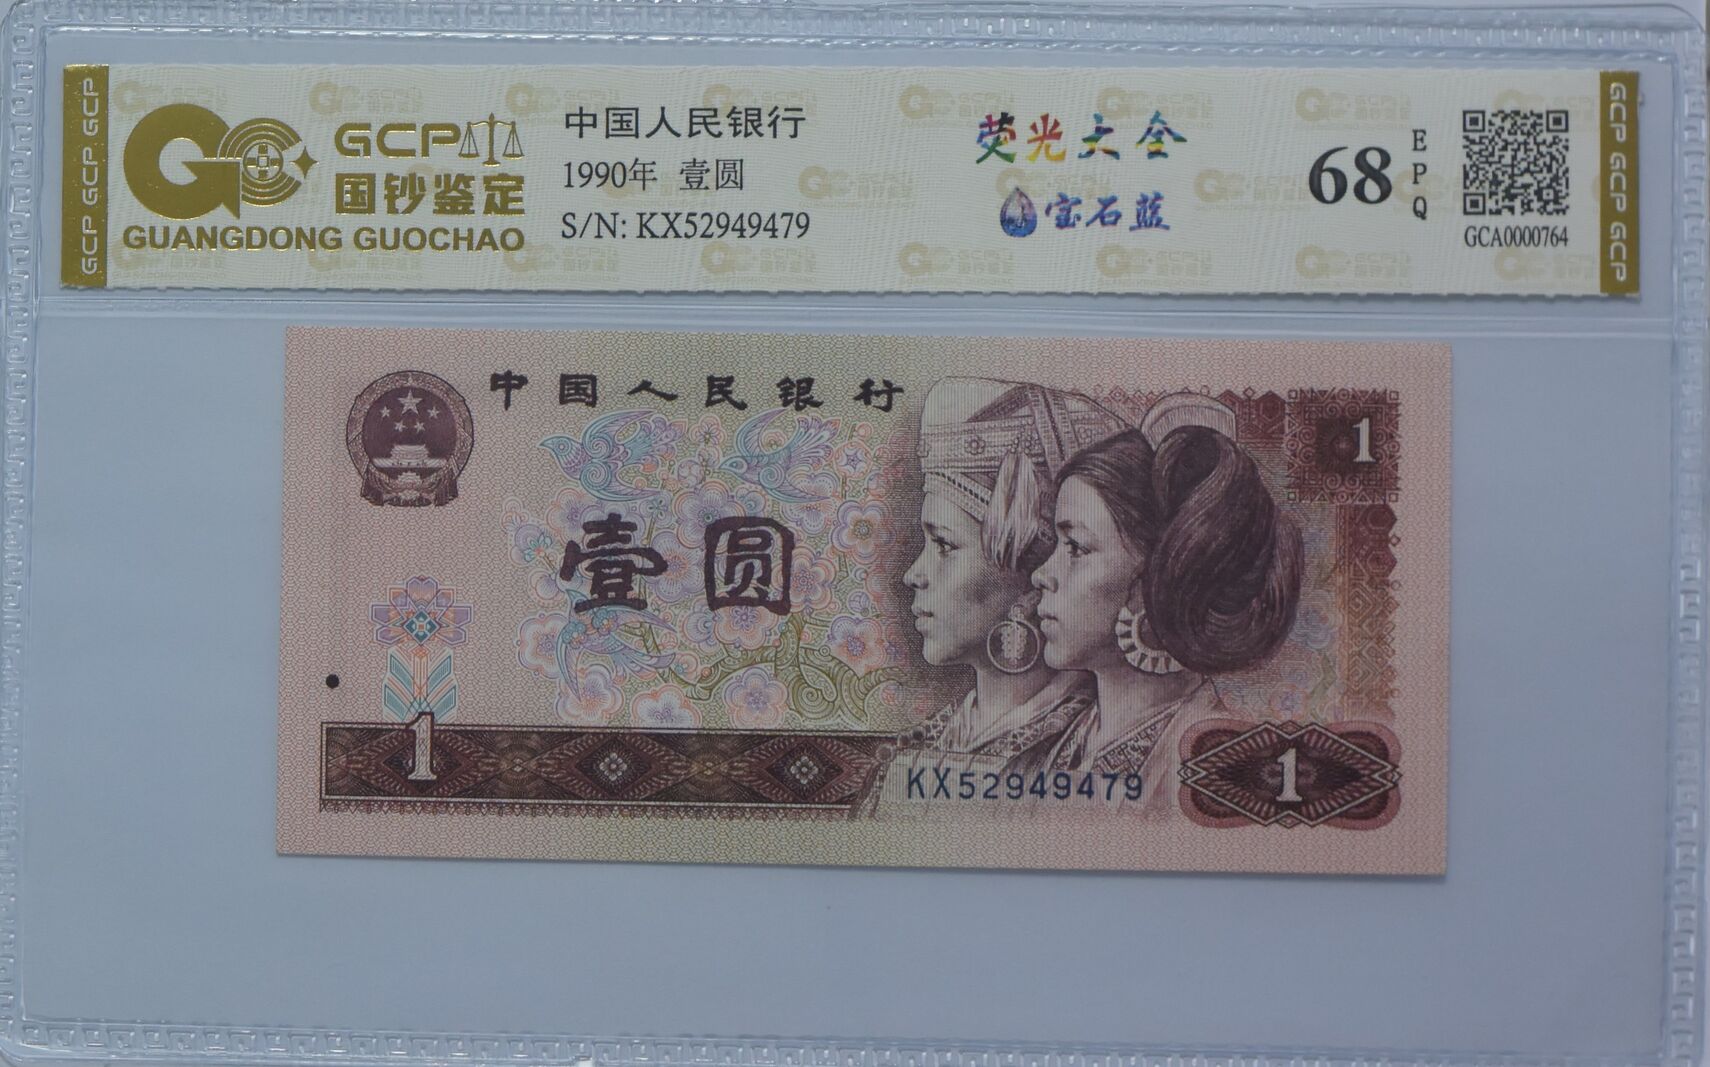 GCP GCP GCP
GCP
国钞鉴定
GUANGDONG GUOCHAO
中国人民银行
1990年 壹圆
S/N: KX52949479
荧光大全
宝石蓝
68
EPQ
GCA0000764
GCP GCP GCP
中国人民银行
1
壹圆
1
KX52949479
1